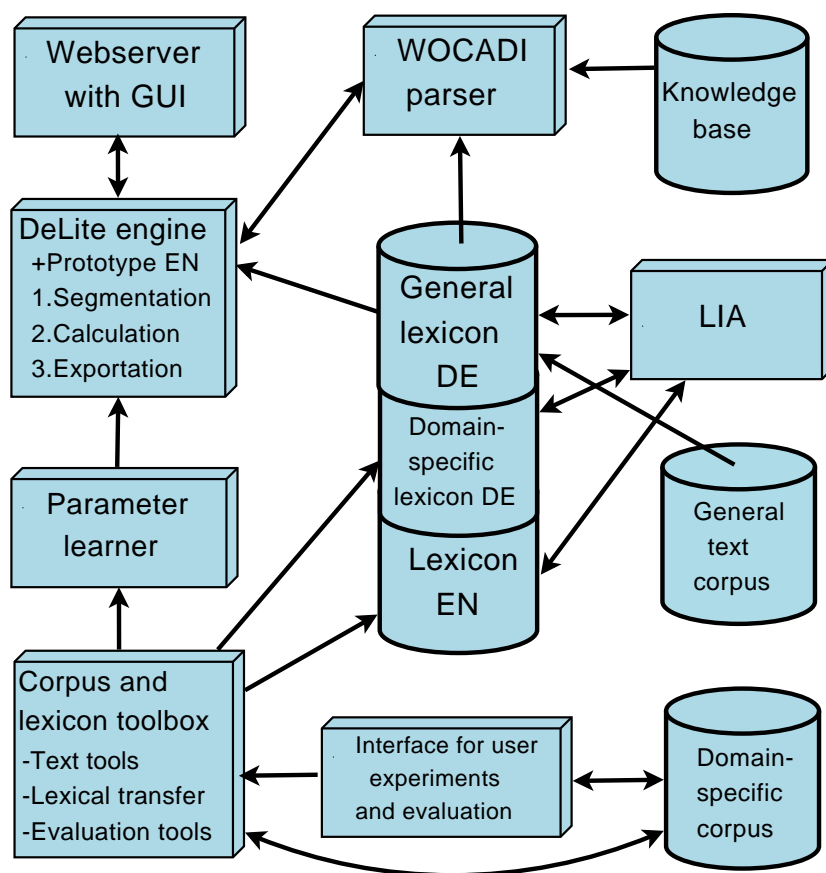 Webserver
with GUI
WOCADI
parser
Knowledge
base
DeLite engine
+Prototype EN
1.Segmentation
2.Calculation
3.Exportation
General
lexicon
DE
LIA
Domain-
specific
lexicon DE
Parameter
learner
General
text
corpus
Lexicon
EN
Corpus and
lexicon toolbox
-Text tools
-Lexical transfer
-Evaluation tools
Interface for user
experiments
and evaluation
Domain-
specific
corpus